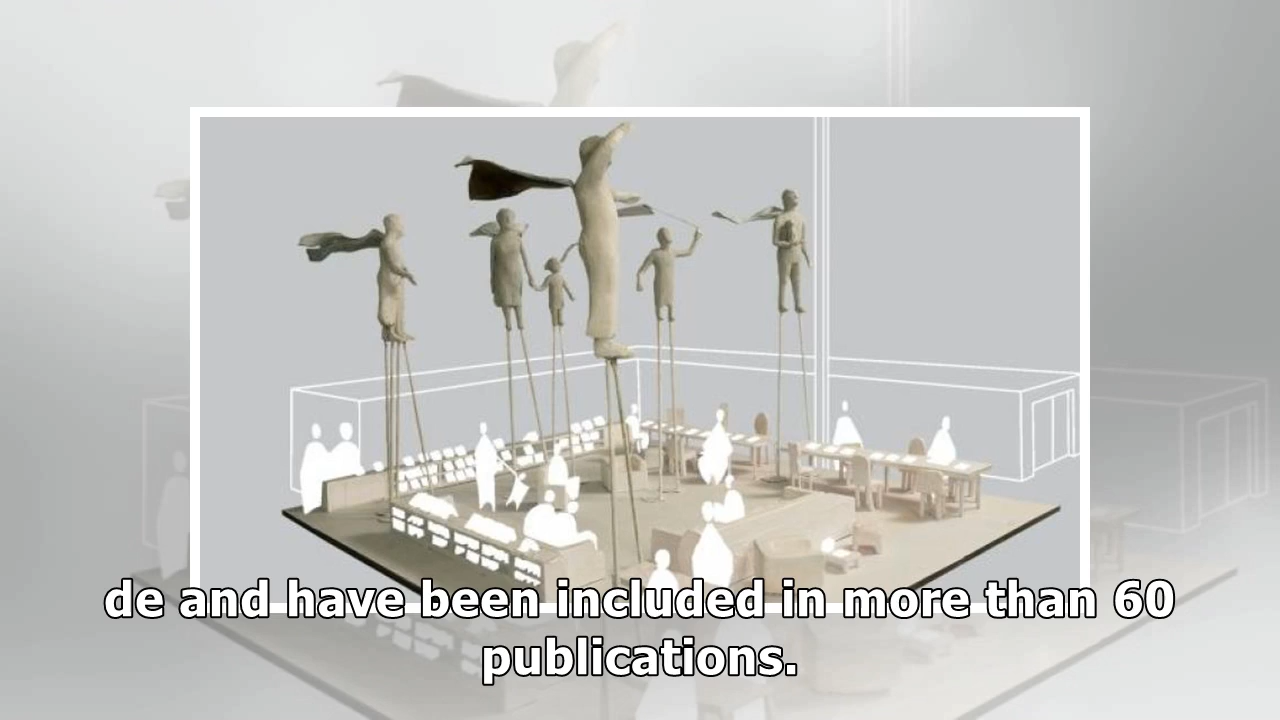 de and have been included in more than 60
publications.